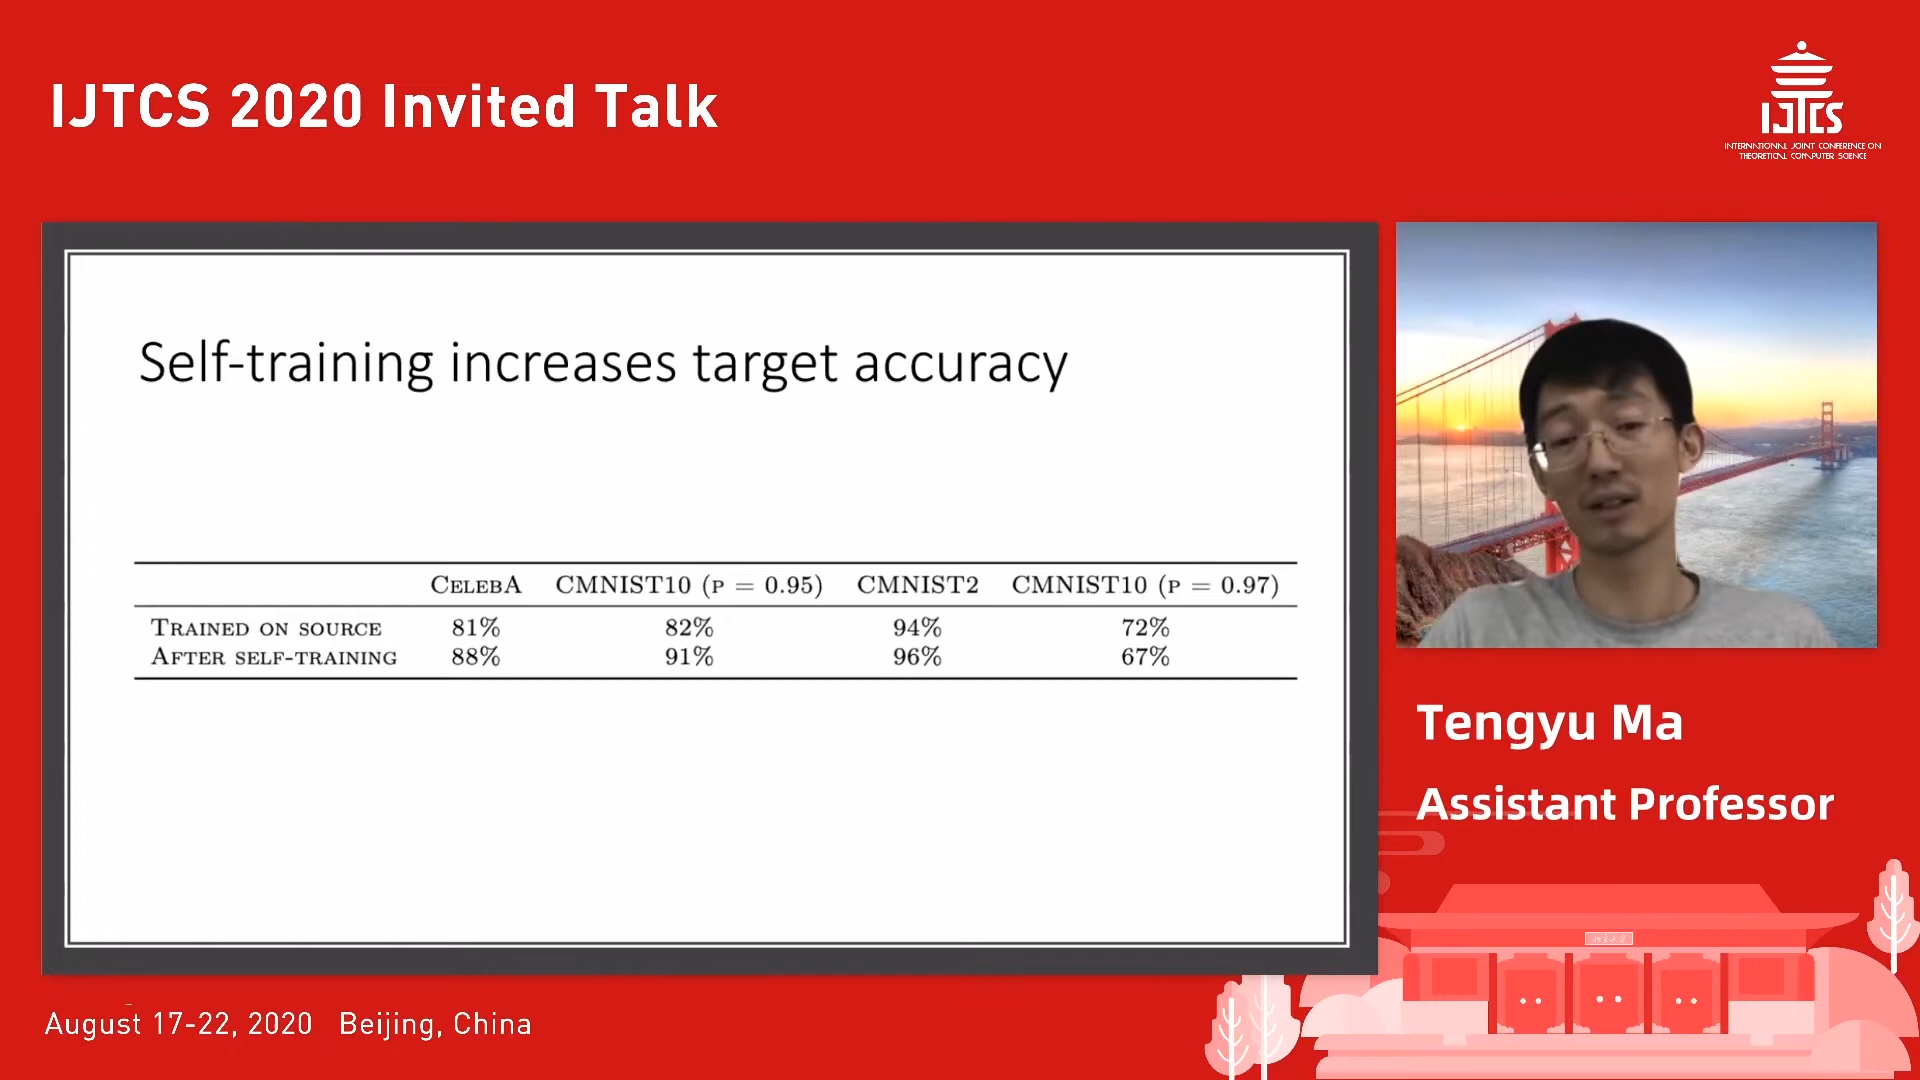 IJTCS 2020 Invited Talk
IJTCS
INTERNATIONAL JOINT CONFERENCE ON
THEORETICAL COMPUTER SCIENCE
Self-training increases target accuracy
CELEBA CMNIST10 (P = 0.95) CMNIST2 CMNIST10 (P = 0.97)
TRAINED ON SOURCE 81% 82% 94% 72%
AFTER SELF-TRAINING 88% 91% 96% 67%
Tengyu Ma
Assistant Professor
August 17-22, 2020 Beijing, China